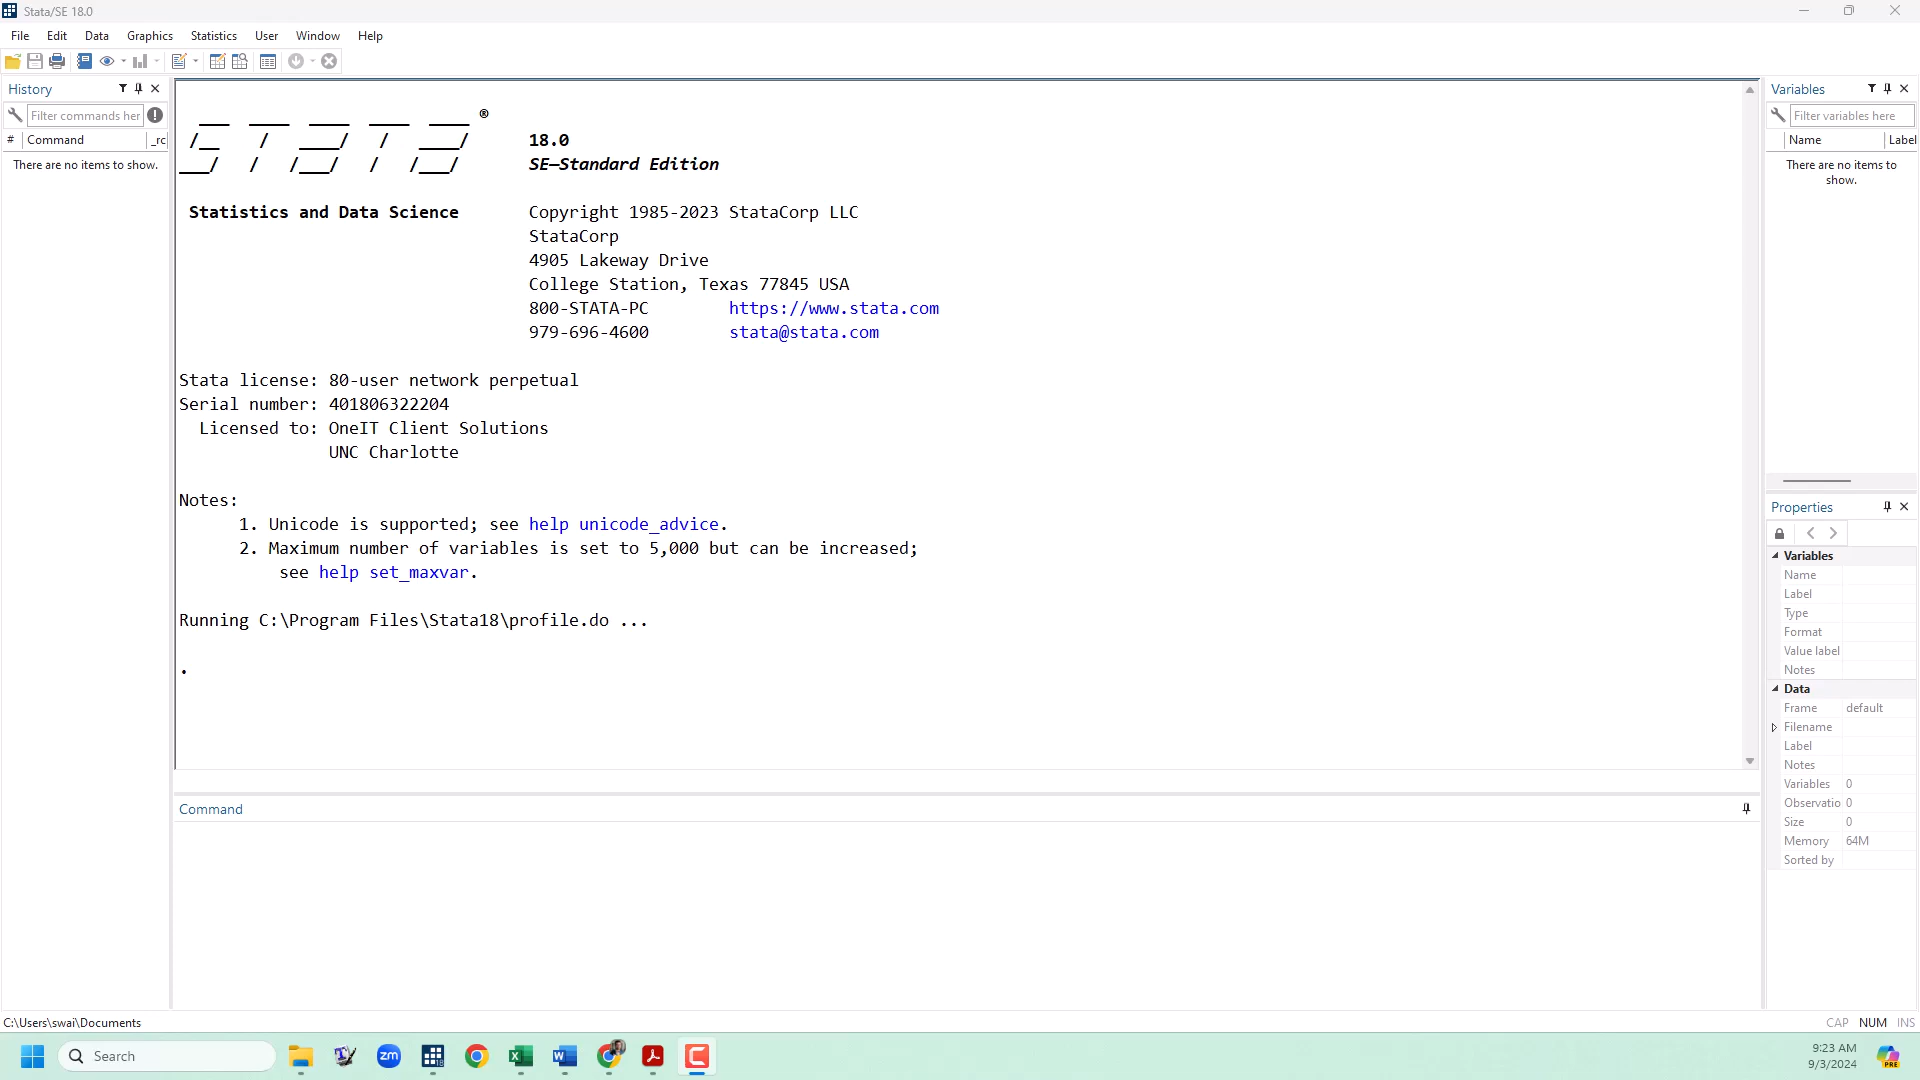 Stata/SE 18.0
File Edit Data Graphics Statistics User Window Help
History
Filter commands her
# Command _rc
There are no items to show.
®
18.0
SE—Standard Edition
Statistics and Data Science Copyright 1985-2023 StataCorp LLC
StataCorp
4905 Lakeway Drive
College Station, Texas 77845 USA
800-STATA-PC https://www.stata.com
979-696-4600 stata@stata.com
Stata license: 80-user network perpetual
Serial number: 401806322204
Licensed to: OneIT Client Solutions
UNC Charlotte
Notes:
1. Unicode is supported; see help unicode_advice.
2. Maximum number of variables is set to 5,000 but can be increased;
see help set_maxvar.
Running C:\Program Files\Stata18\profile.do ...
.
Command
Variables
Filter variables here
Name Label
There are no items to
show.
Properties
Variables
Name
Label
Type
Format
Value label
Notes
Data
Frame default
Filename
Label
Notes
Variables 0
Observatio 0
Size 0
Memory 64M
Sorted by
C:\Users\swai\Documents
CAP NUM INS
Search
zm
9:23 AM
9/3/2024
PRE